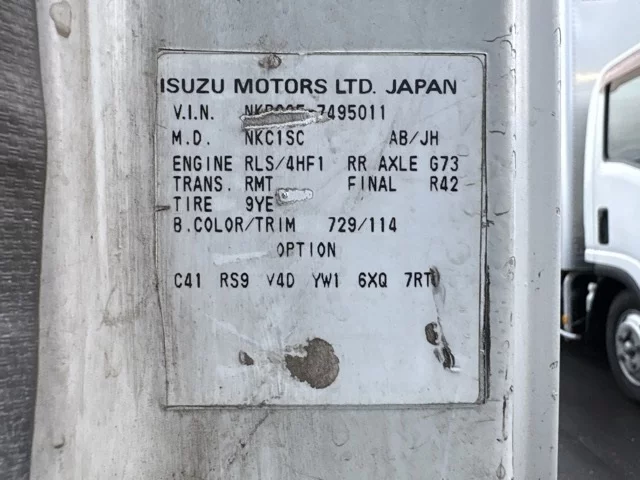 ISUZU MOTORS LTD. JAPAN
V.I.N.
M.D. NKC1SC AB/JH
ENGINE RLS/4HF1 RR AXLE G73
TRANS. RMT FINAL R42
TIRE 9YE
B.COLOR/TRIM 729/114
OPTION
C41 RS9 V4D YW1 6XQ 7RT